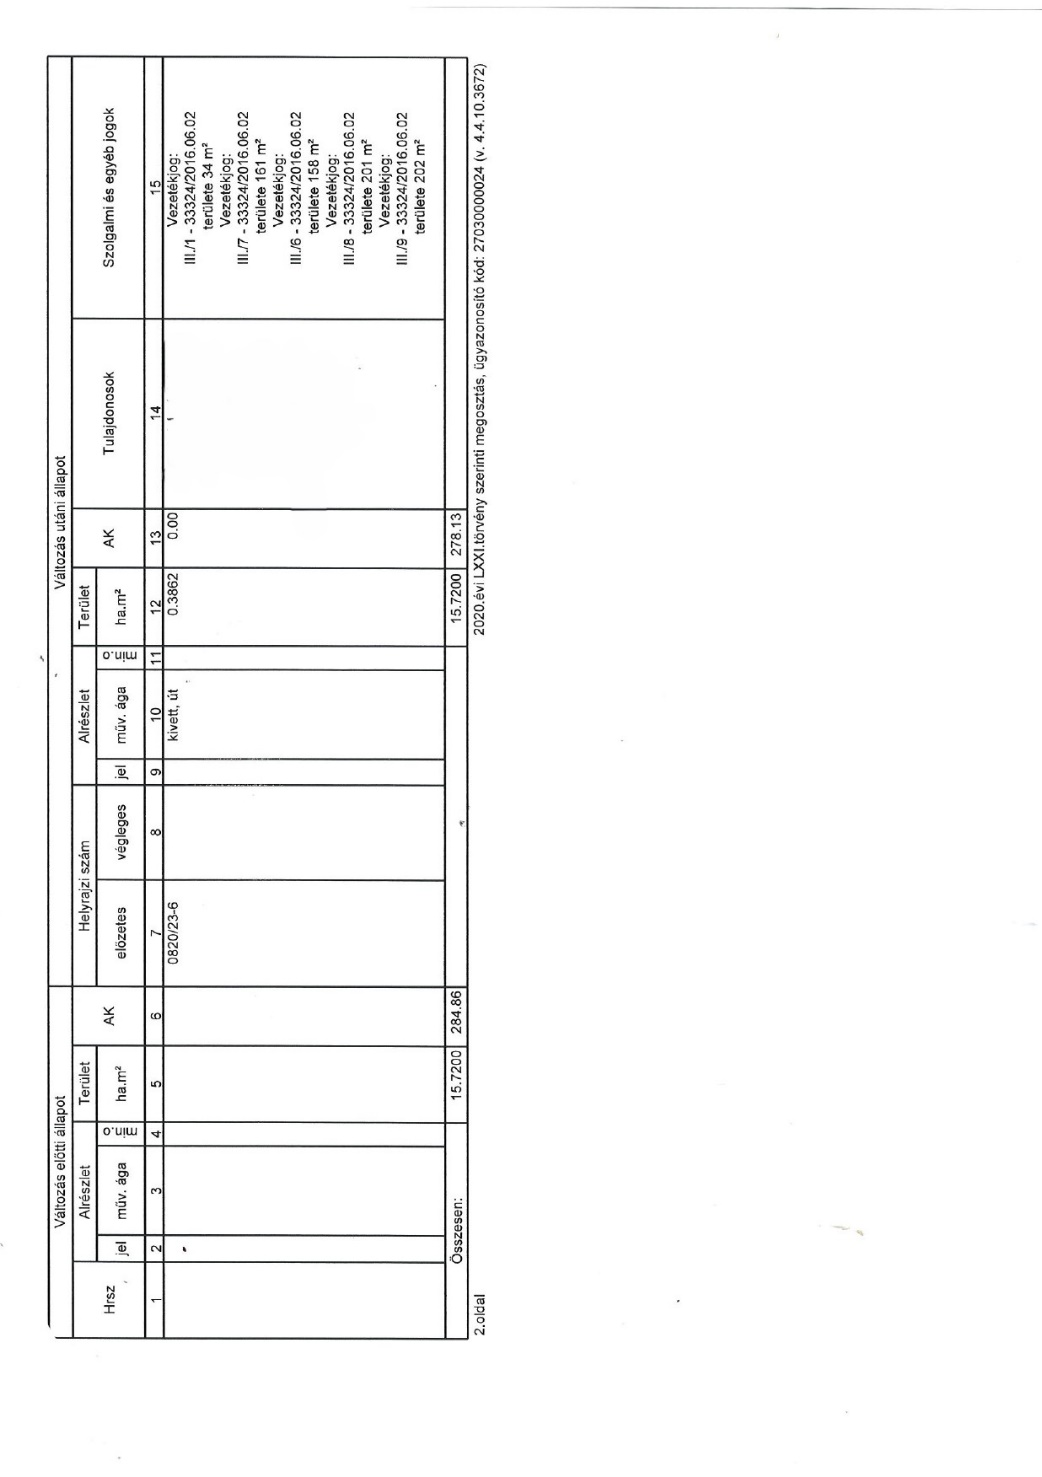 Változás előtti állapot
Változás utáni állapot
Hrsz
Alrészlet
Terület
AK
Helyrajzi szám
Alrészlet
Terület
AK
Tulajdonosok
Szolgalmi és egyéb jogok
jel
műv. ága
min.o
ha.m²
előzetes
végleges
jel
műv. ága
min.o
ha.m²
1 2 3 4 5 6 7 8 9 10 11 12 13 14 15
0820/23-6
kivett, út
0.3862
0.00
Vezetékjog:
III./1 - 33324/2016.06.02
területe 34 m²
Vezetékjog:
III./7 - 33324/2016.06.02
területe 161 m²
Vezetékjog:
III./6 - 33324/2016.06.02
területe 158 m²
Vezetékjog:
III./8 - 33324/2016.06.02
területe 201 m²
Vezetékjog:
III./9 - 33324/2016.06.02
területe 202 m²
Összesen:
15.7200
284.86
15.7200
278.13
2.oldal
2020.évi LXXI.törvény szerinti megosztás, ügyazonosító kód: 27030000024 (v. 4.4.10.3672)